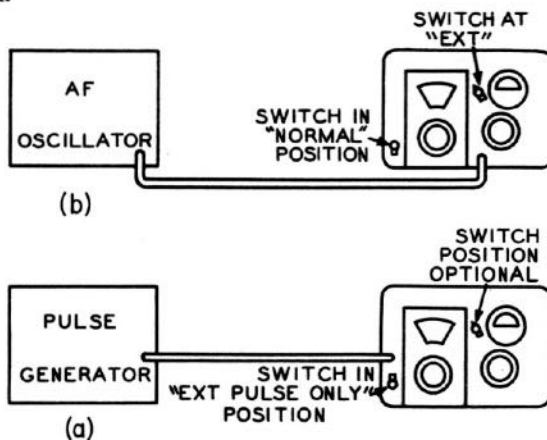 SWITCH AT
"EXT"
AF
OSCILLATOR
SWITCH IN
"NORMAL"
POSITION
(b)
SWITCH
POSITION
OPTIONAL
PULSE
GENERATOR
SWITCH IN
"EXT PULSE ONLY"
POSITION
(a)